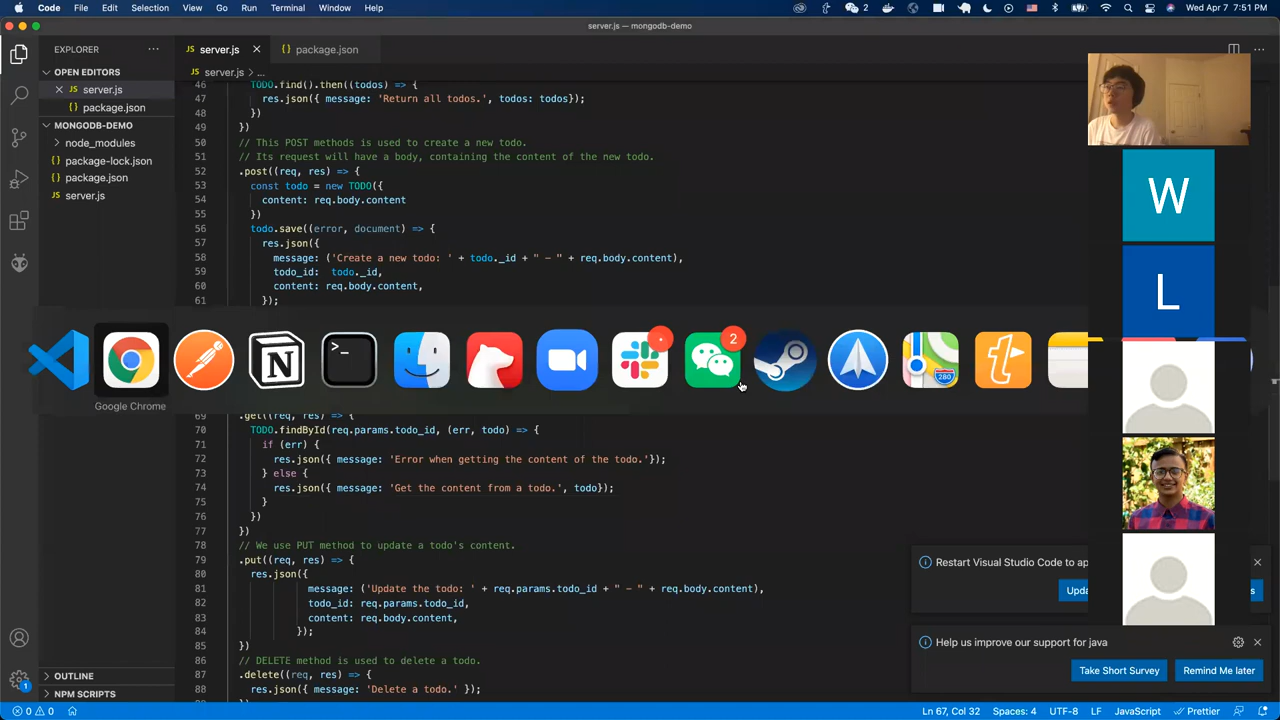 Code File Edit Selection View Go Run Terminal Window Help
2
Wed Apr 7 7:51 PM
server.js — mongodb-demo
EXPLORER
OPEN EDITORS
server.js
package.json
MONGODB-DEMO
node_modules
package-lock.json
package.json
server.js
OUTLINE
NPM SCRIPTS
1
JS server.js
package.json
JS server.js > ...
46 TODO.find().then((todos) => {
47 res.json({ message: 'Return all todos.', todos: todos});
48 })
49 })
50 // This POST methods is used to create a new todo.
51 // Its request will have a body, containing the content of the new todo.
52 .post((req, res) => {
53 const todo = new TODO({
54 content: req.body.content
55 })
56 todo.save((error, document) => {
57 res.json({
58 message: ('Create a new todo: ' + todo._id + " - " + req.body.content),
59 todo_id: todo._id,
60 content: req.body.content,
61 });
2
280
Google Chrome
69 .get((req, res) => {
70 TODO.findById(req.params.todo_id, (err, todo) => {
71 if (err) {
72 res.json({ message: 'Error when getting the content of the todo.'});
73 } else {
74 res.json({ message: 'Get the content from a todo.', todo});
75 }
76 })
77 })
78 // We use PUT method to update a todo's content.
79 .put((req, res) => {
80 res.json({
81 message: ('Update the todo: ' + req.params.todo_id + " - " + req.body.content),
82 todo_id: req.params.todo_id,
83 content: req.body.content,
84 });
85 })
86 // DELETE method is used to delete a todo.
87 .delete((req, res) => {
88 res.json({ message: 'Delete a todo.' });
W
L
Restart Visual Studio Code to ap
Upda
s
Help us improve our support for java
Take Short Survey
Remind Me later
0 0
Ln 67, Col 32 Spaces: 4 UTF-8 LF JavaScript Prettier